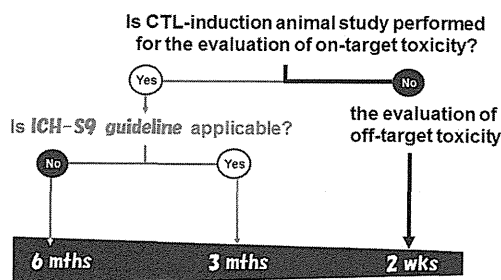 Is CTL-induction animal study performed
for the evaluation of on-target toxicity?
Yes
No
Is ICH-S9 guideline applicable?
the evaluation of
off-target toxicity
No
Yes
6 mths
3 mths
2 wks